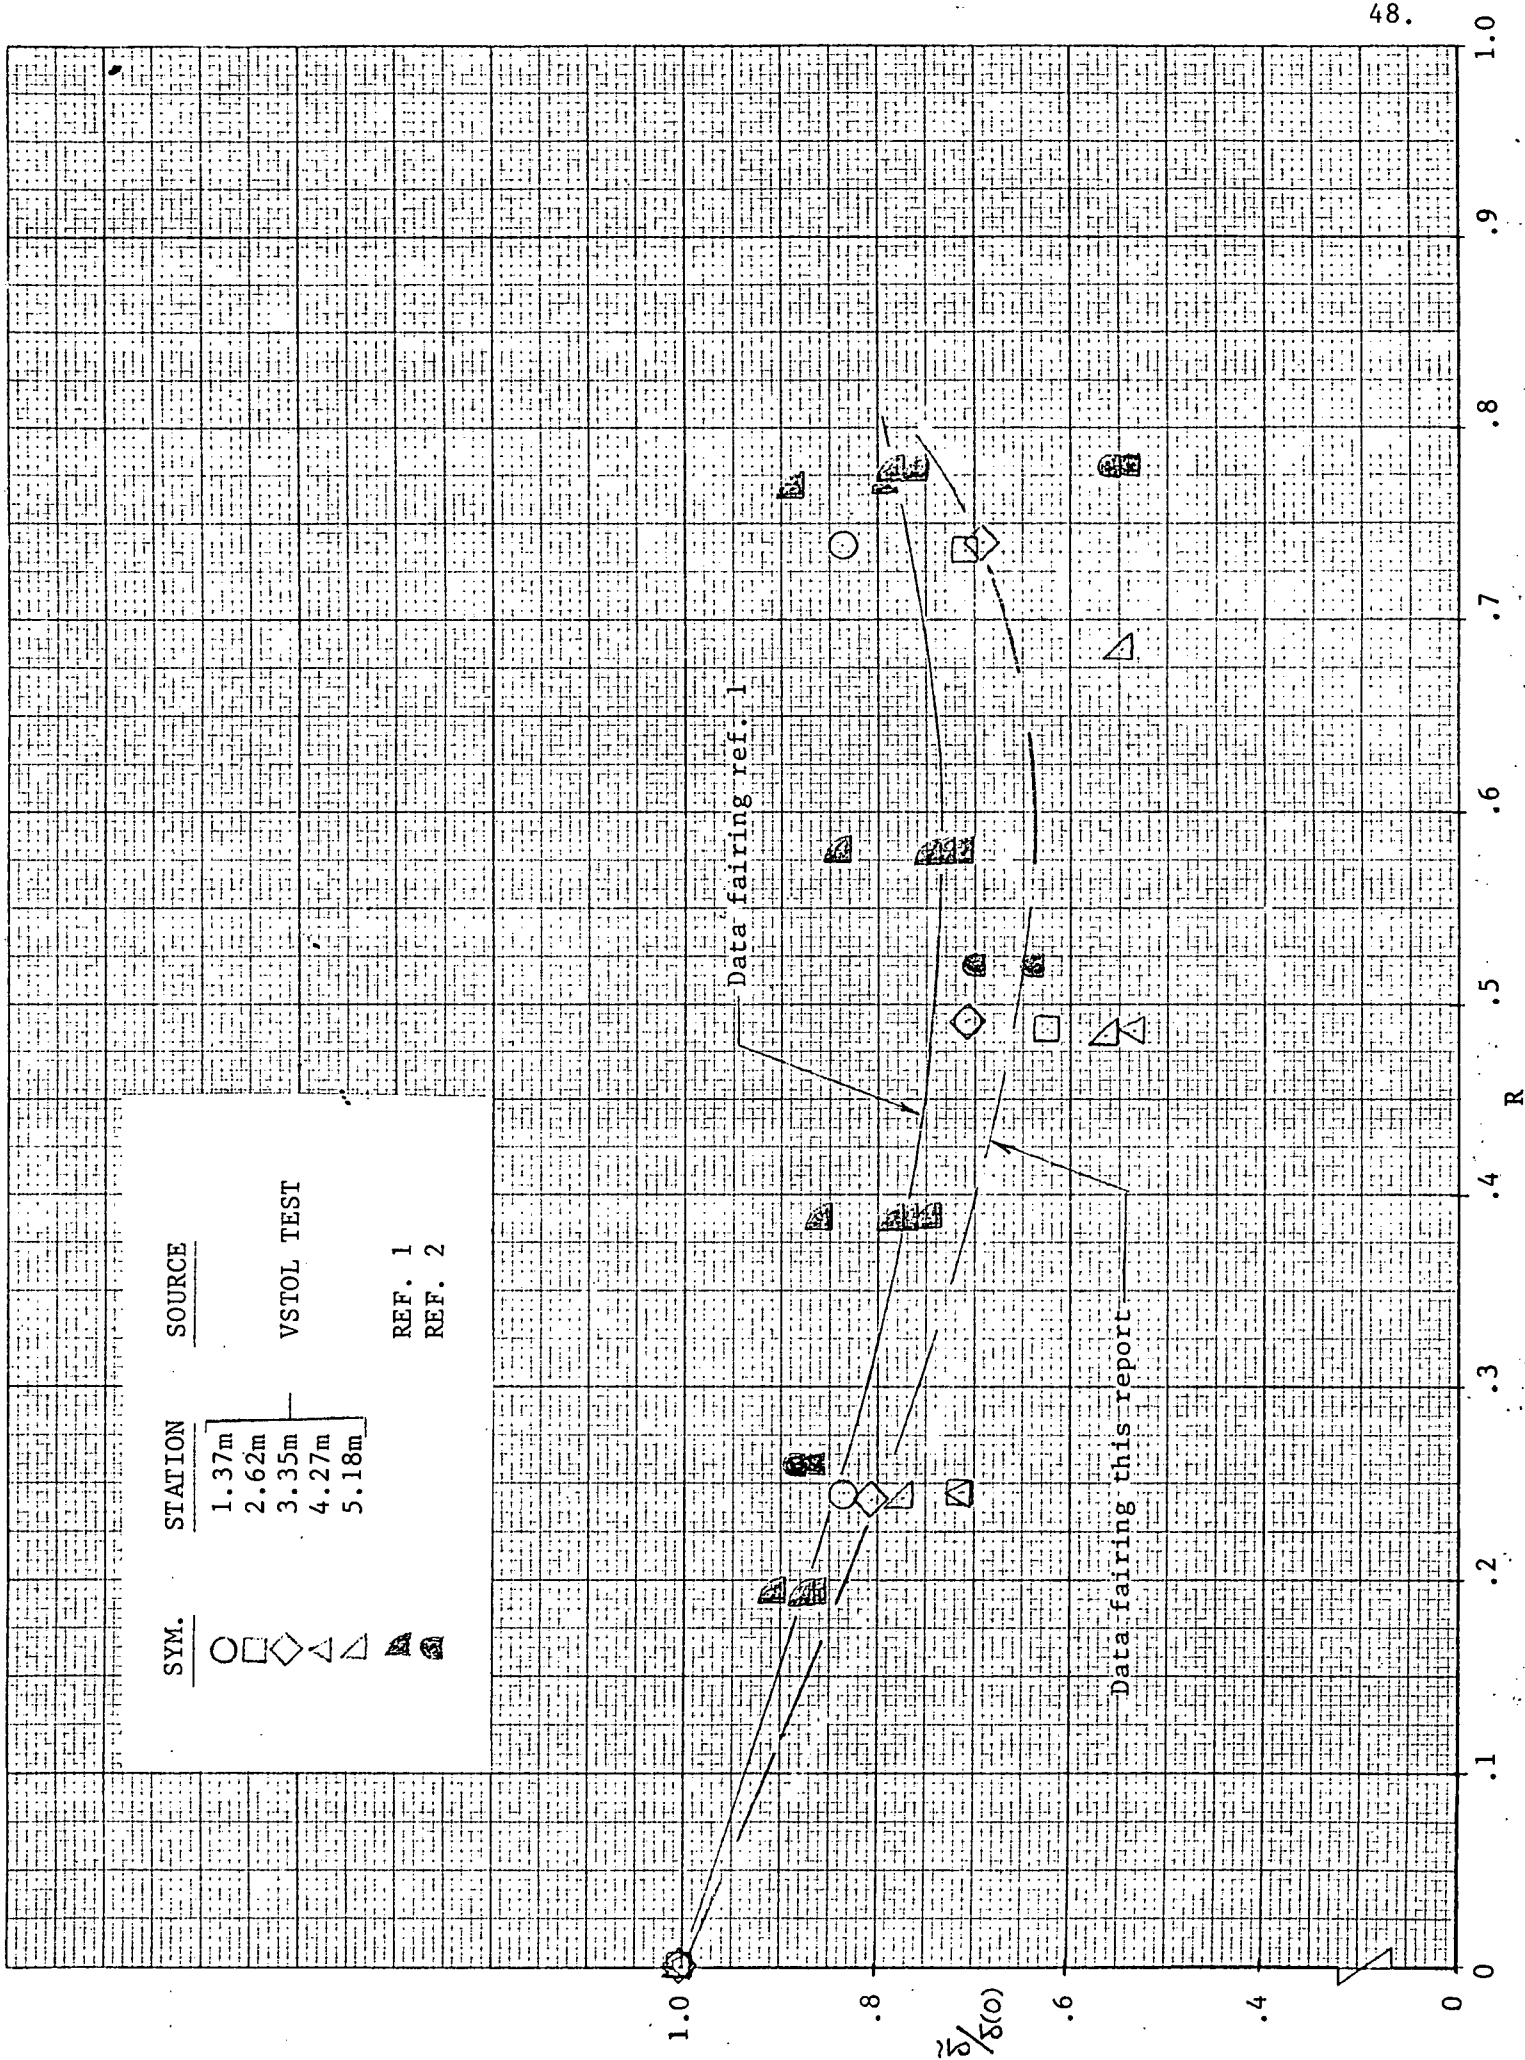 48.
SYM. STATION SOURCE
1.37m
2.62m
3.35m VSTOL TEST
4.27m
5.18m
REF. 1
REF. 2
Data fairing ref. 1
Data fairing this report
1.0
.8
.6
.4
.2
0
δ̃/δ(0)
0 .1 .2 .3 .4 .5 .6 .7 .8 .9 1.0
R